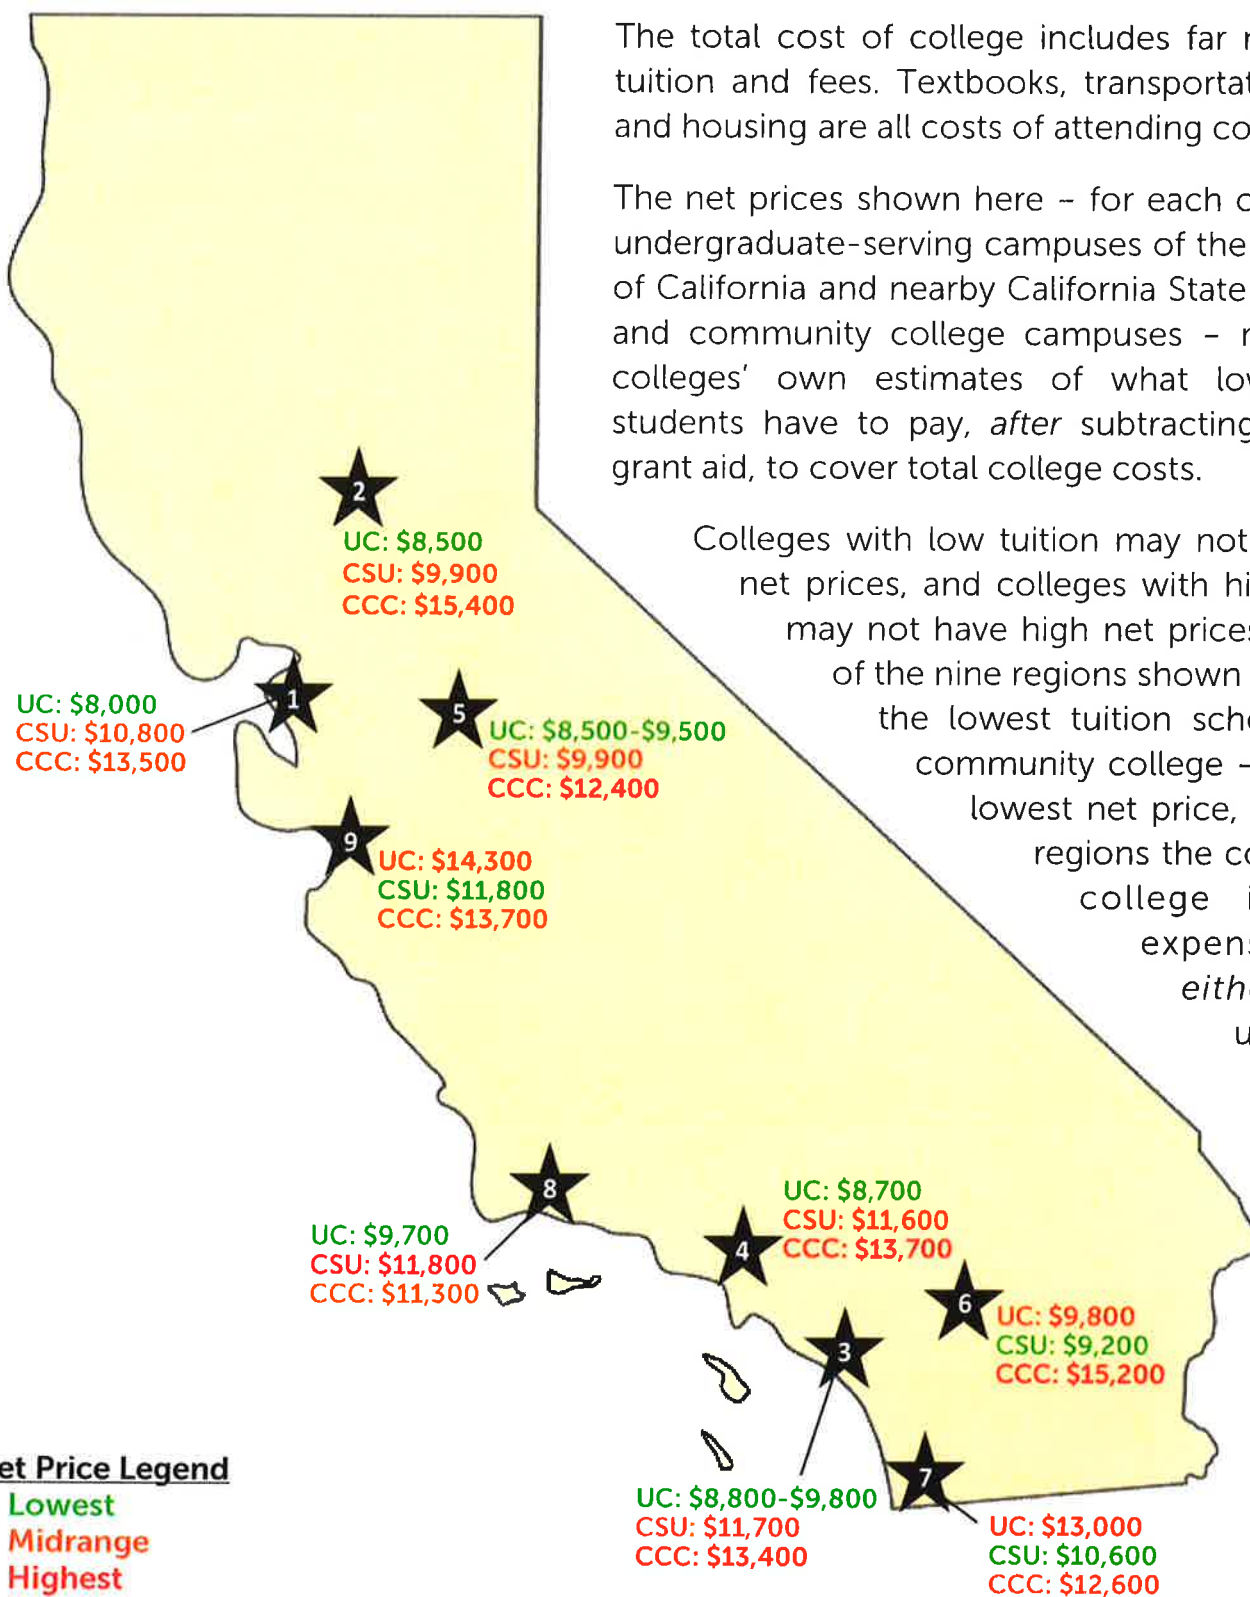 The total cost of college includes far
tuition and fees. Textbooks,
and housing are all costs of attending
The net prices shown here – for each
undergraduate-serving campuses of the
of California and nearby California State
and community college campuses –
colleges' own estimates of what
students have to pay, after subtracting
grant aid, to cover total college costs.
Colleges with low tuition may not
net prices, and colleges with
may not have high net prices
of the nine regions shown
the lowest tuition
community college –
lowest net price,
regions the
college
2
UC: $8,500
CSU: $9,900
CCC: $15,400
1
UC: $8,000
CSU: $10,800
CCC: $13,500
5
UC: $8,500-$9,500
CSU: $9,900
CCC: $12,400
9
UC: $14,300
CSU: $11,800
CCC: $13,700
8
UC: $9,700
CSU: $11,800
CCC: $11,300
4
UC: $8,700
CSU: $11,600
CCC: $13,700
6
UC: $9,800
CSU: $9,200
CCC: $15,200
3
UC: $8,800-$9,800
CSU: $11,700
CCC: $13,400
7
UC: $13,000
CSU: $10,600
CCC: $12,600
Price Legend
Lowest
Midrange
Highest